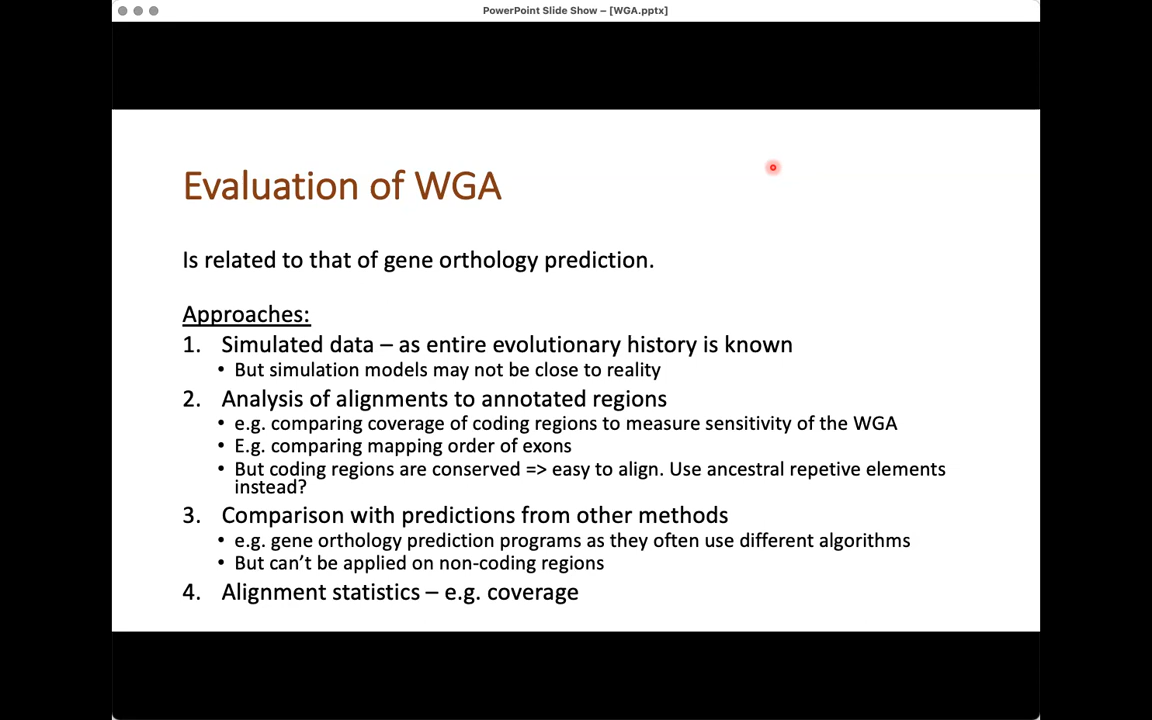 PowerPoint Slide Show – [WGA.pptx]
Evaluation of WGA
Is related to that of gene orthology prediction.
Approaches:
1. Simulated data – as entire evolutionary history is known
• But simulation models may not be close to reality
2. Analysis of alignments to annotated regions
• e.g. comparing coverage of coding regions to measure sensitivity of the WGA
• E.g. comparing mapping order of exons
• But coding regions are conserved => easy to align. Use ancestral repetive elements
instead?
3. Comparison with predictions from other methods
• e.g. gene orthology prediction programs as they often use different algorithms
• But can’t be applied on non-coding regions
4. Alignment statistics – e.g. coverage